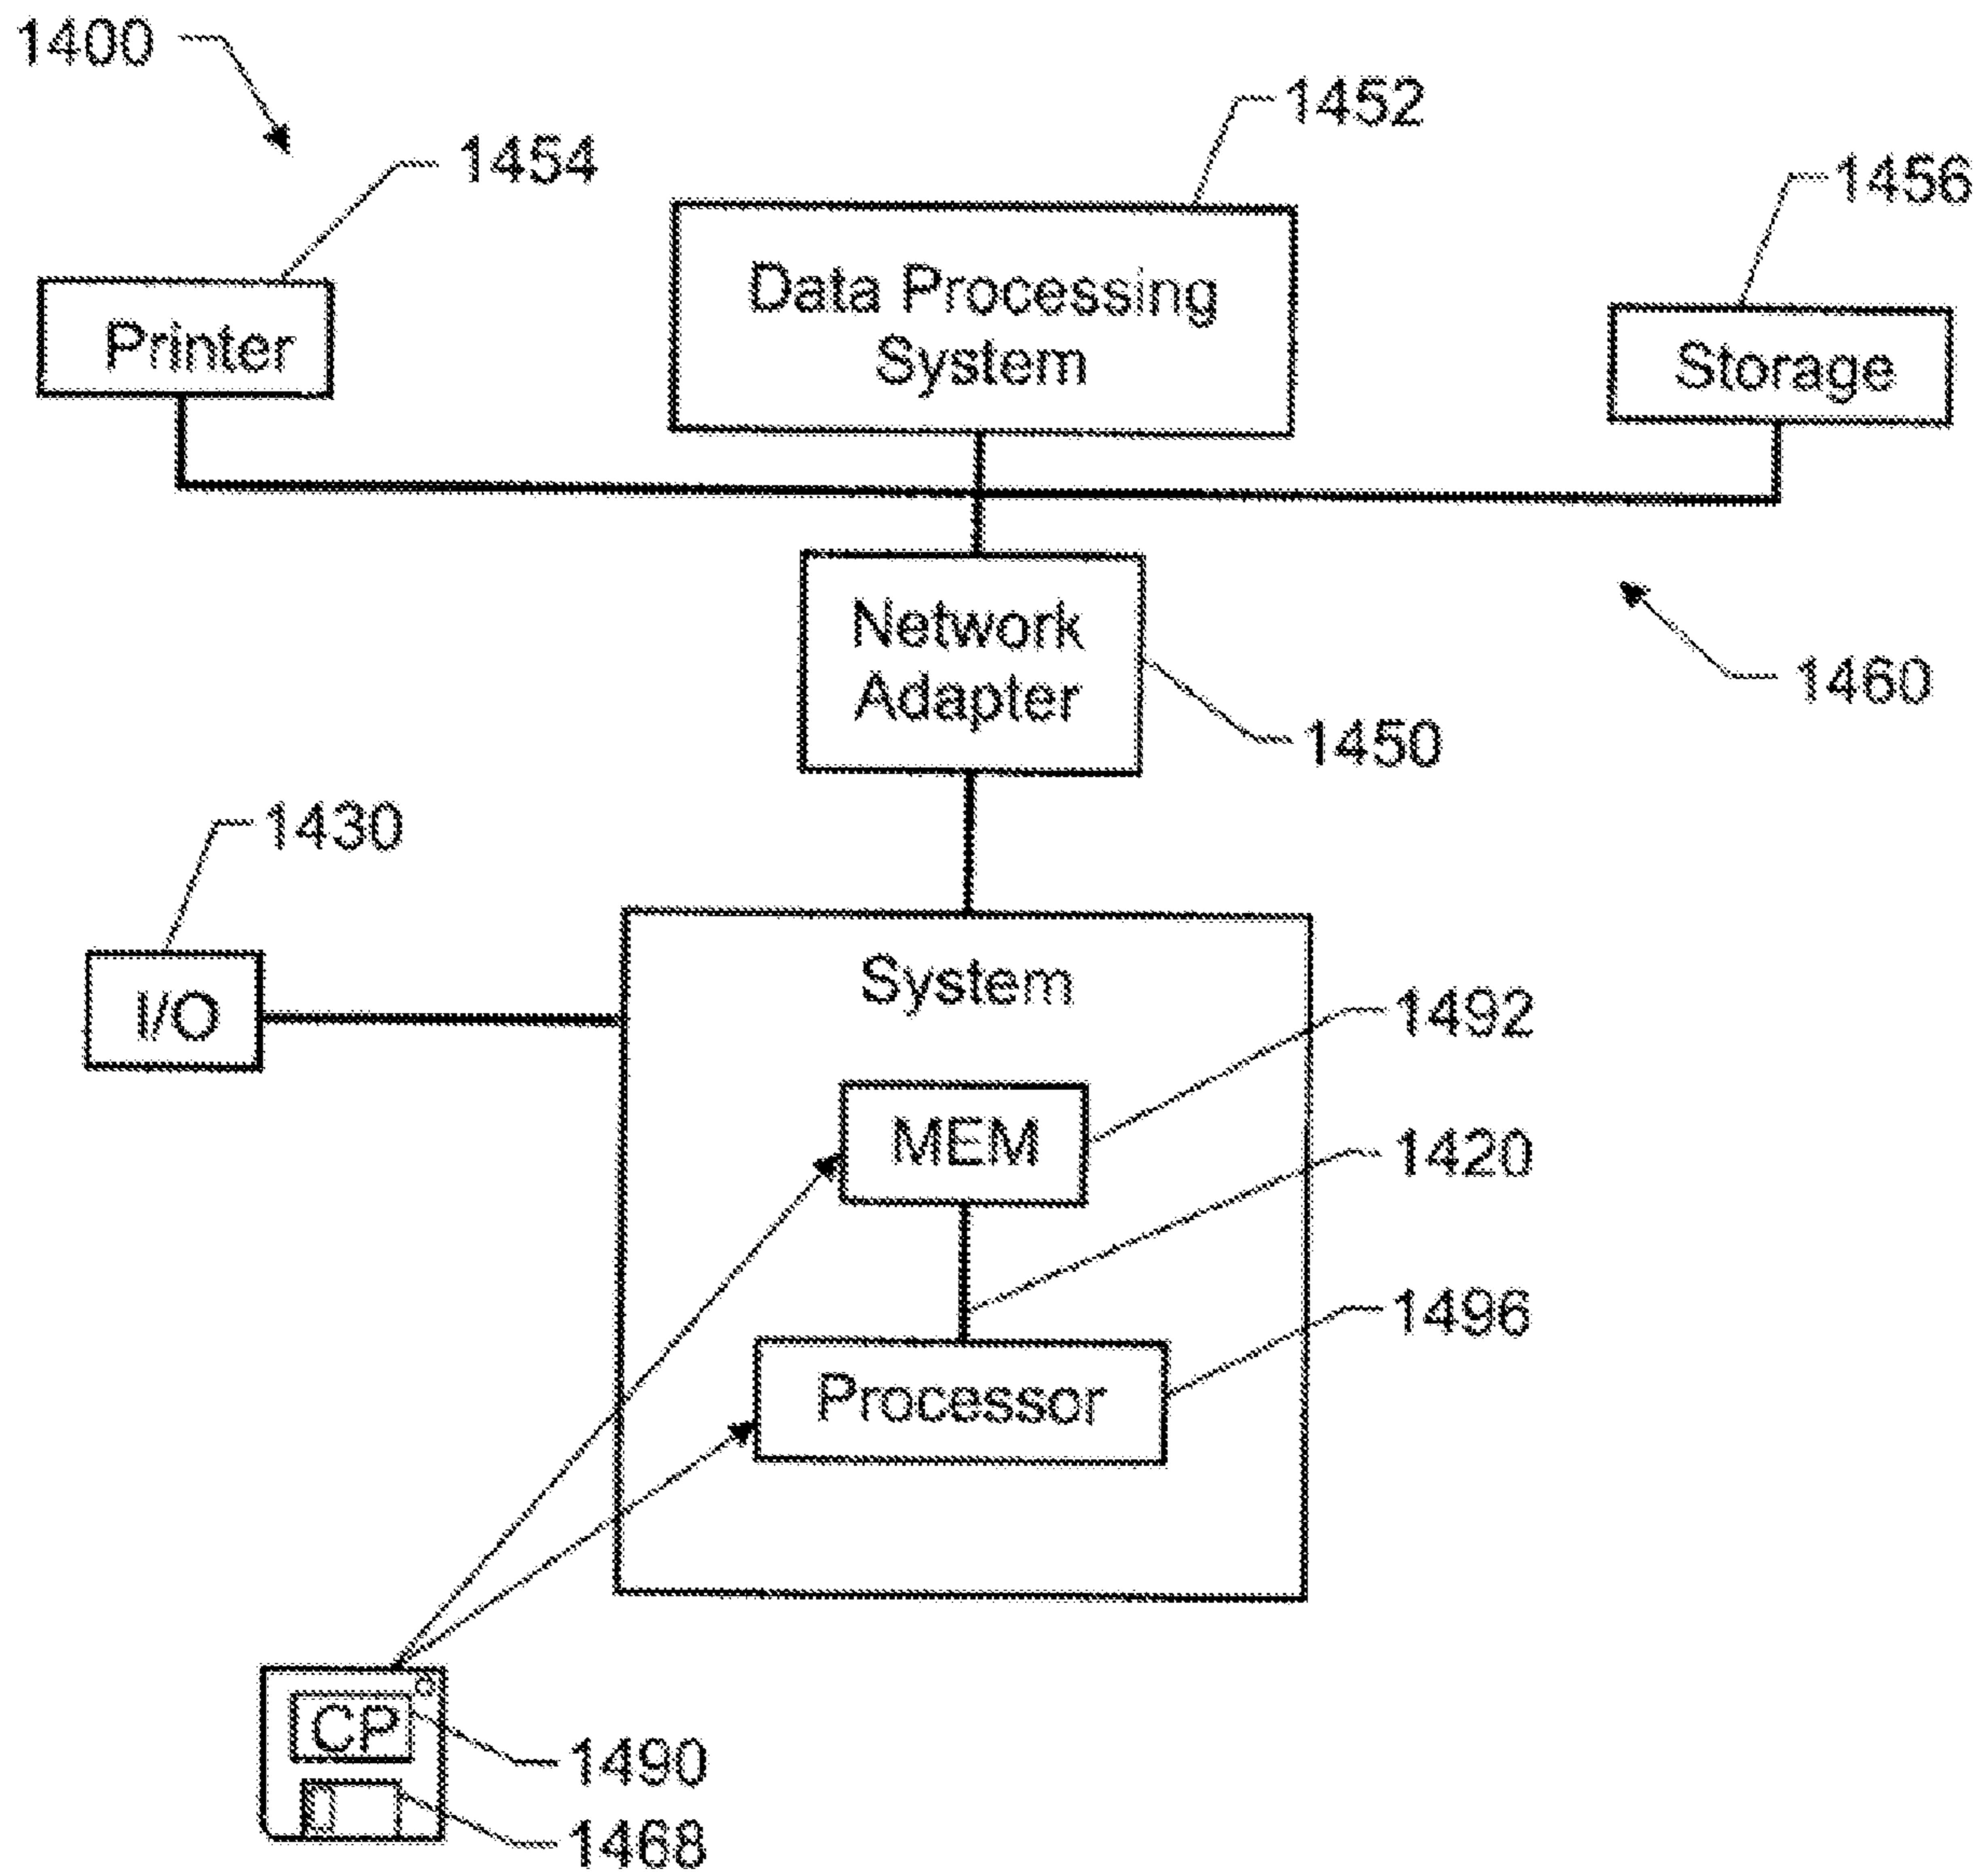 1400
1452
1454
1456
Data Processing
System
Printer
Storage
Network
Adapter
1460
1450
1430
System
I/O
1492
MEM
1420
1496
Processor
CP
1490
1468